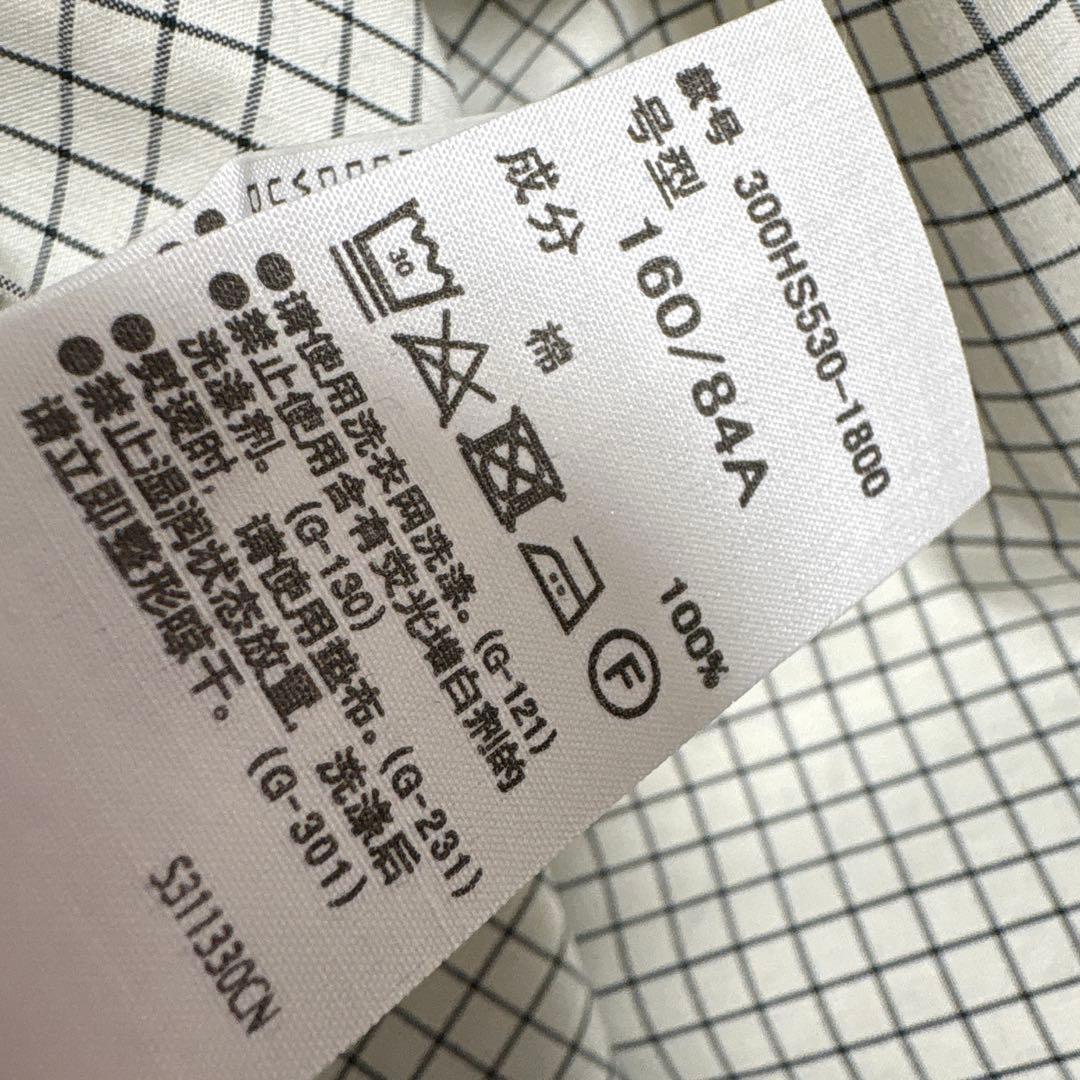 款号 300HS530-1800
号型 160/84A
成分 棉 100%
30
F
●请使用洗衣网洗涤。(G-121)
●禁止使用含有荧光增白剂的
洗涤剂。(G-130)
●熨烫时，请使用垫布。(G-231)
●禁止湿润状态放置，洗涤后
请立即整形晾干。(G-301)
S311330CN